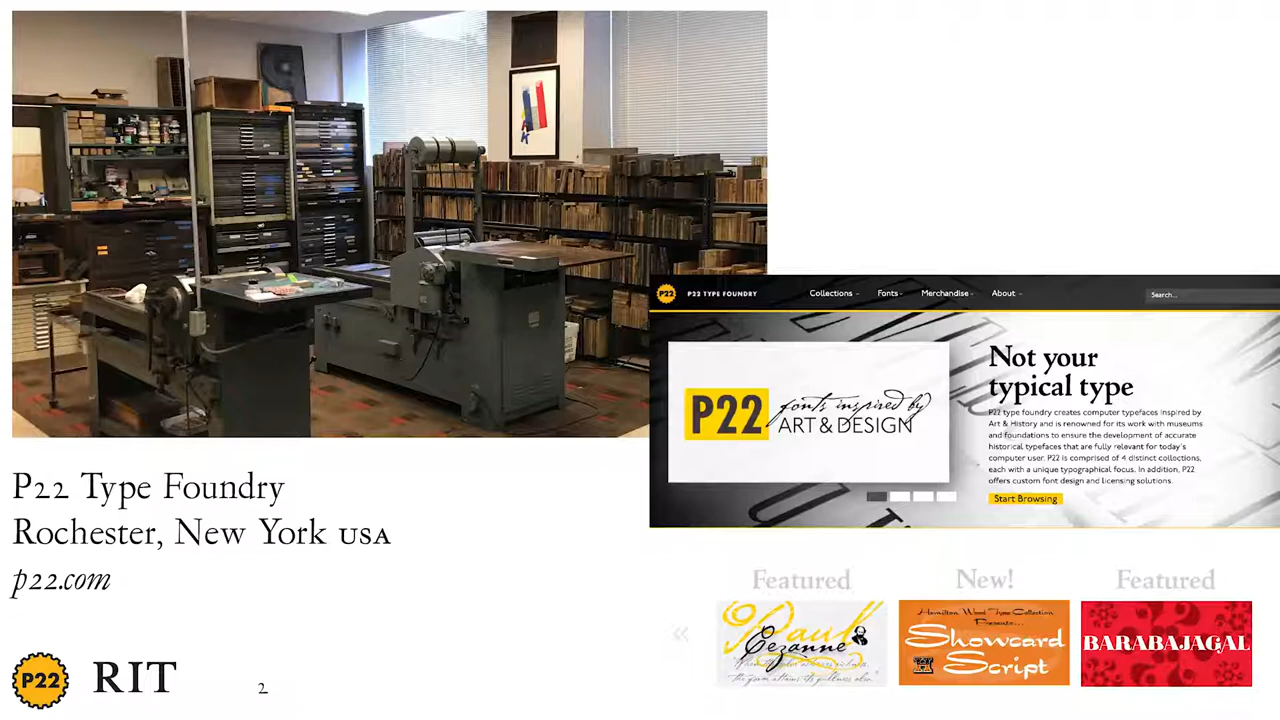 P22 TYPE FOUNDRY
Collections
Fonts
Merchandise
About
Search...
P22
P22 fonts inspired by
ART & DESIGN
Not your
typical type
P22 type foundry creates computer typefaces inspired by
Art & History and is renowned for its work with museums
and foundations to ensure the development of accurate
historical typefaces that are fully relevant for today's
computer user. P22 is comprised of 4 distinct collections,
each with a unique typographical focus. In addition, P22
offers custom font design and licensing solutions.
Start Browsing
P22 Type Foundry
Rochester, New York USA
p22.com
Featured
New!
Featured
Paul
Cezanne
Hamilton Wood Type Collection
Presents...
Showcard
Script
BARABAJAGAL
P22
RIT
2